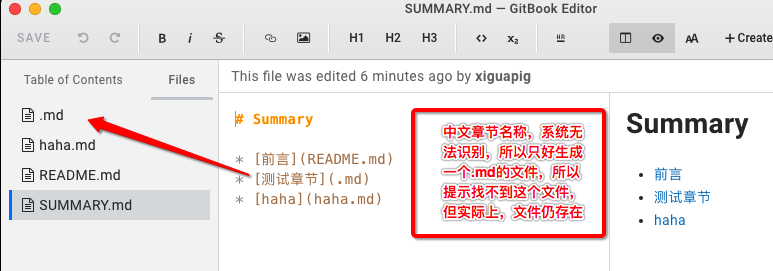 SUMMARY.md — GitBook Editor
SAVE B i S H1 H2 H3 <> x₂ HR AA + Create
Table of Contents Files
This file was edited 6 minutes ago by xiguapig
.md
haha.md
README.md
SUMMARY.md
# Summary
* [前言](README.md)
* [测试章节](.md)
* [haha](haha.md)
中文章节名称，系统无
法识别，所以只好生成
一个.md的文件，所以
提示找不到这个文件，
但实际上，文件仍存在
Summary
• 前言
• 测试章节
• haha